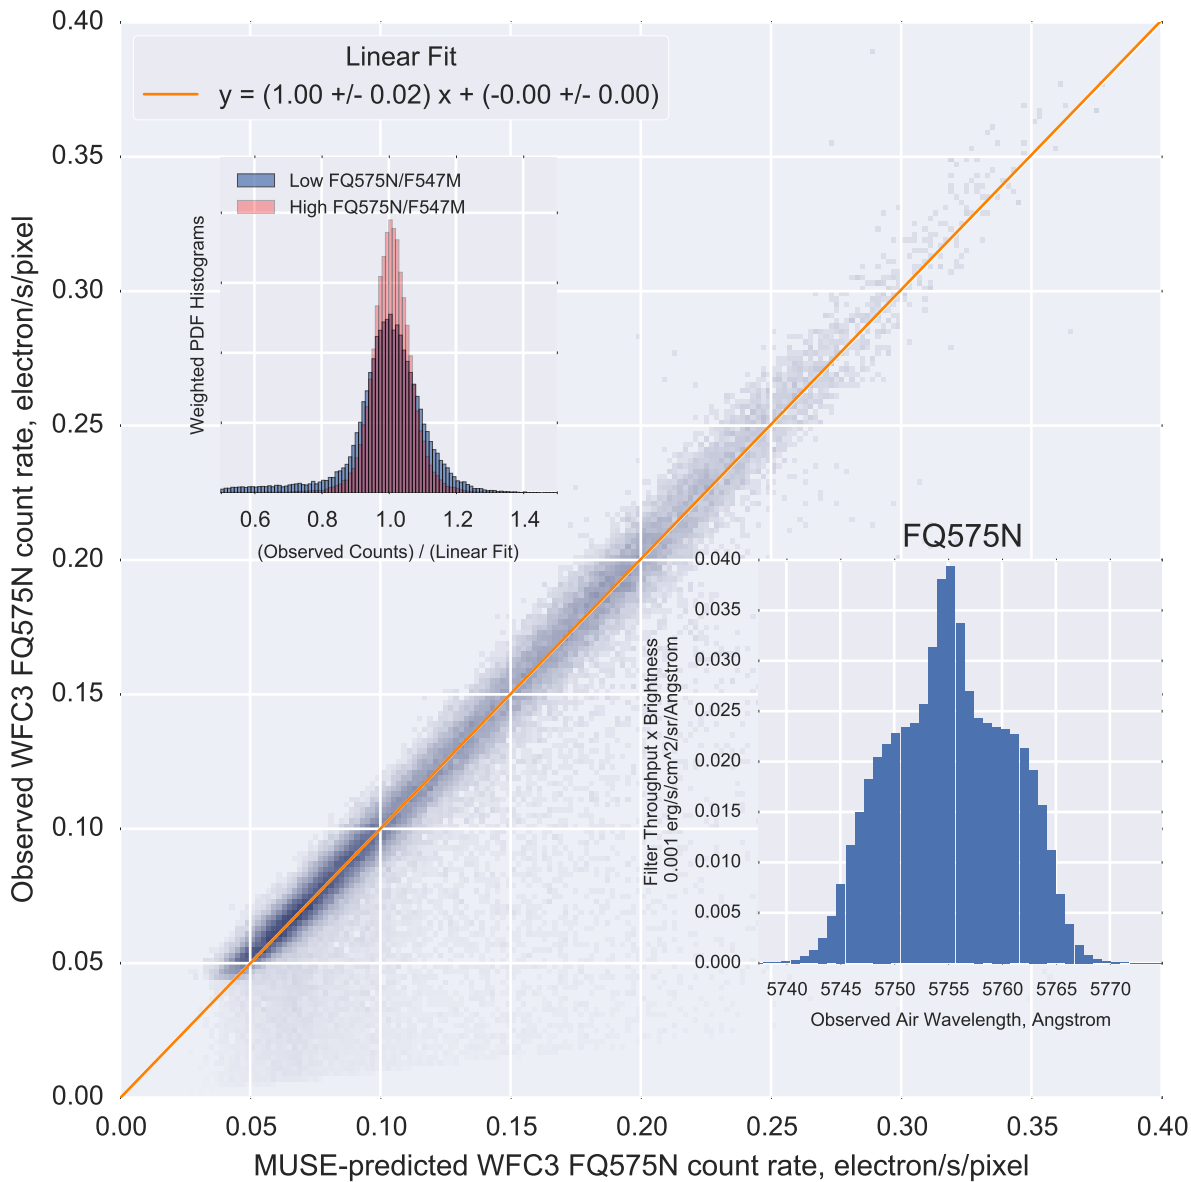 0.40
0.35
0.30
0.25
0.20
0.15
0.10
0.05
0.00
Observed WFC3 FQ575N count rate, electron/s/pixel
Linear Fit
y = (1.00 +/- 0.02) x + (-0.00 +/- 0.00)
Low FQ575N/F547M
High FQ575N/F547M
Weighted PDF Histograms
0.6 0.8 1.0 1.2 1.4
(Observed Counts) / (Linear Fit)
FQ575N
0.040
0.035
0.030
0.025
0.020
0.015
0.010
0.005
0.000
Filter Throughput x Brightness
0.001 erg/s/cm^2/sr/Angstrom
5740 5745 5750 5755 5760 5765 5770
Observed Air Wavelength, Angstrom
0.00 0.05 0.10 0.15 0.20 0.25 0.30 0.35 0.40
MUSE-predicted WFC3 FQ575N count rate, electron/s/pixel